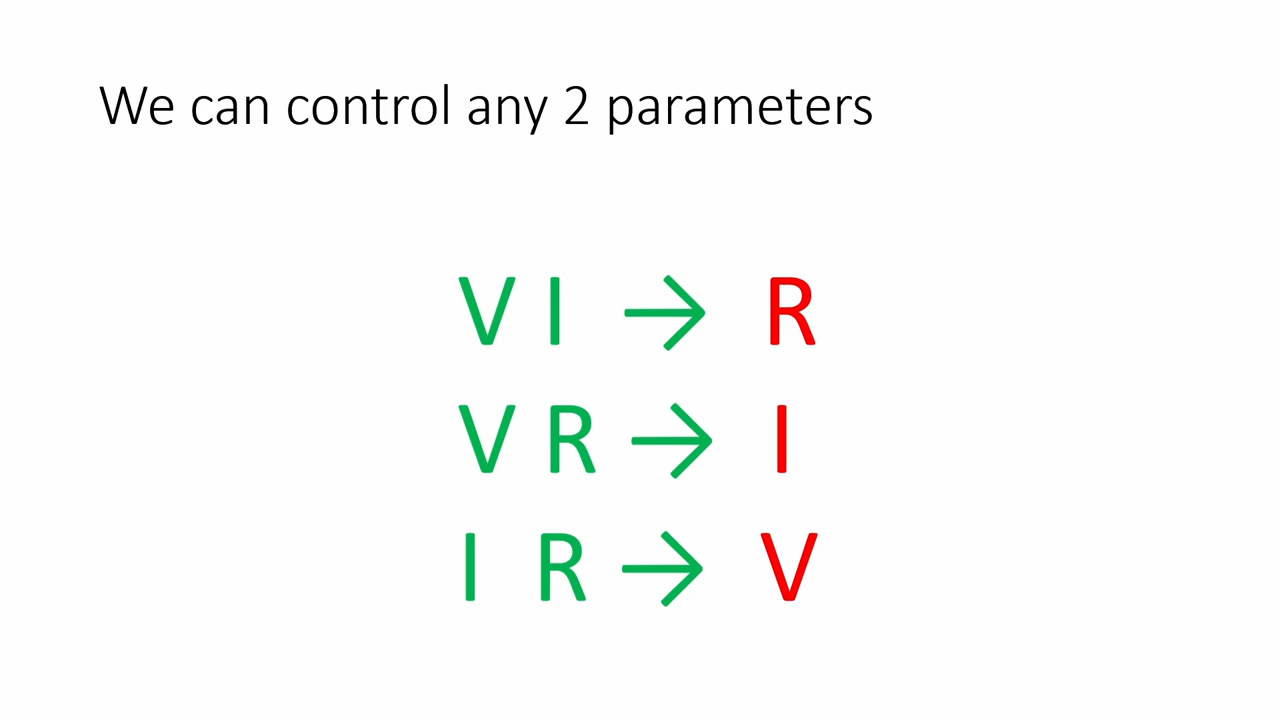 We can control any 2 parameters
V I → R
V R → I
I R → V